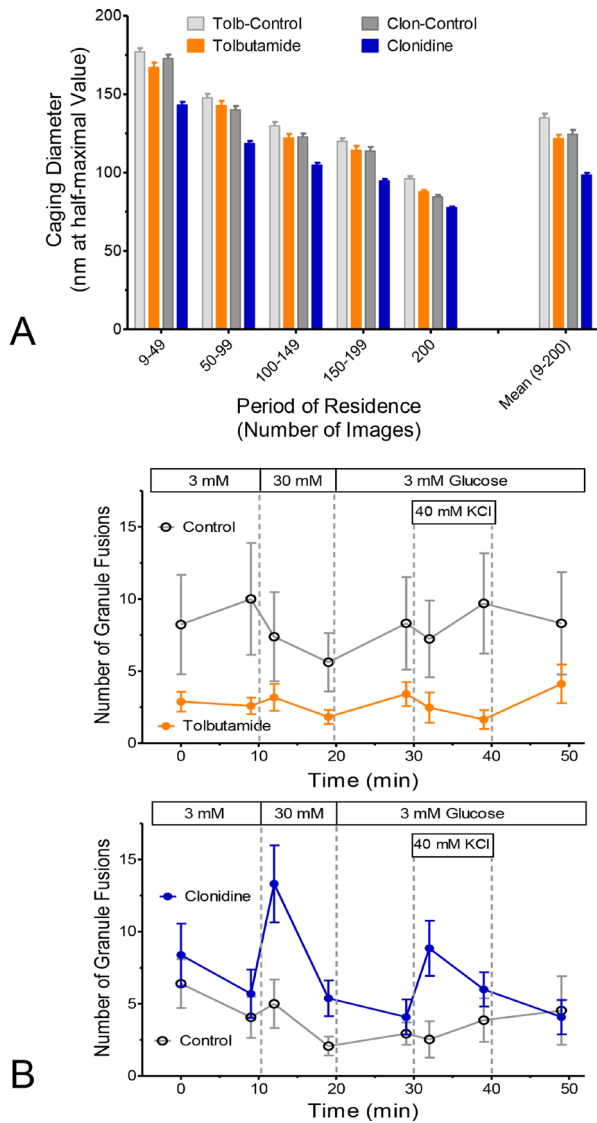 Tolb-Control
Clon-Control
Tolbutamide
Clonidine
200
150
100
50
0
Caging Diameter
(nm at half-maximal Value)
9-49
50-99
100-149
150-199
200
Mean (9-200)
Period of Residence
(Number of Images)
A
3 mM
30 mM
3 mM Glucose
40 mM KCl
15
10
5
0
Number of Granule Fusions
Control
Tolbutamide
0
10
20
30
40
50
Time (min)
3 mM
30 mM
3 mM Glucose
40 mM KCl
15
10
5
0
Number of Granule Fusions
Clonidine
Control
0
10
20
30
40
50
Time (min)
B